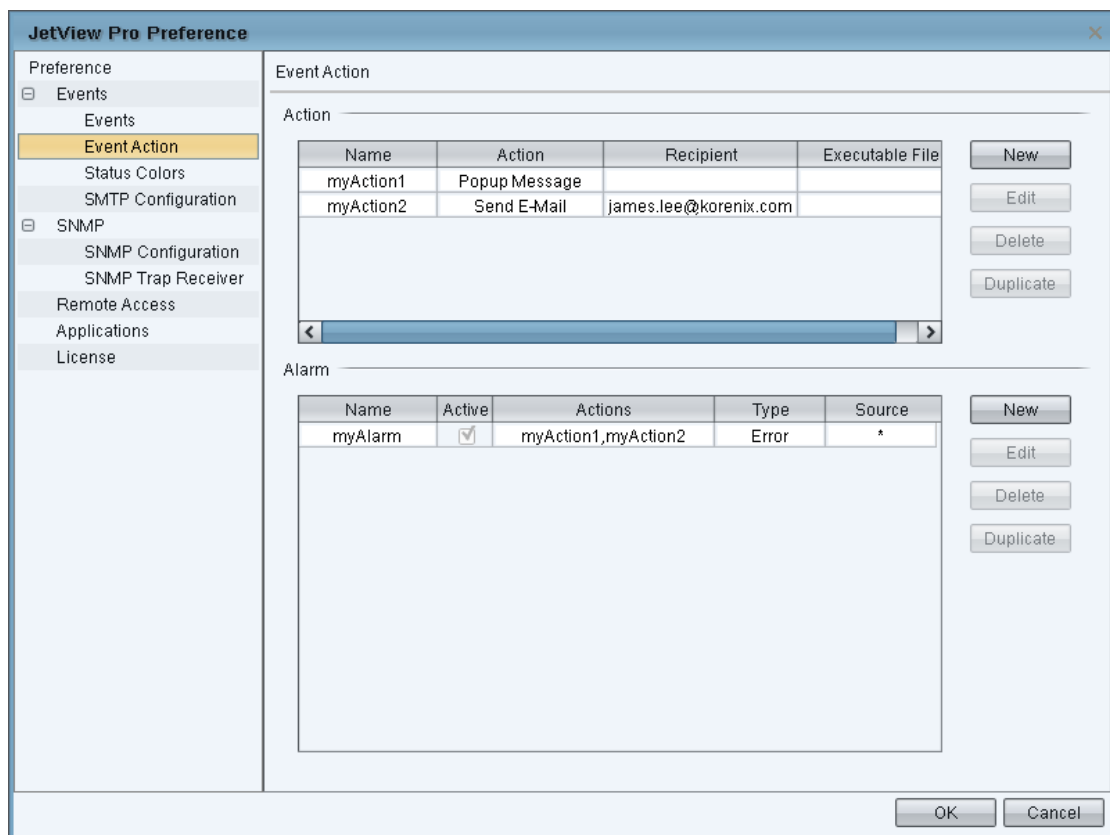 JetView Pro Preference
Preference
Events
Events
Event Action
Status Colors
SMTP Configuration
SNMP
SNMP Configuration
SNMP Trap Receiver
Remote Access
Applications
License
Event Action
Action
Name Action Recipient Executable File
myAction1 Popup Message
myAction2 Send E-Mail james.lee@korenix.com
New
Edit
Delete
Duplicate
Alarm
Name Active Actions Type Source
myAlarm myAction1,myAction2 Error *
New
Edit
Delete
Duplicate
OK Cancel